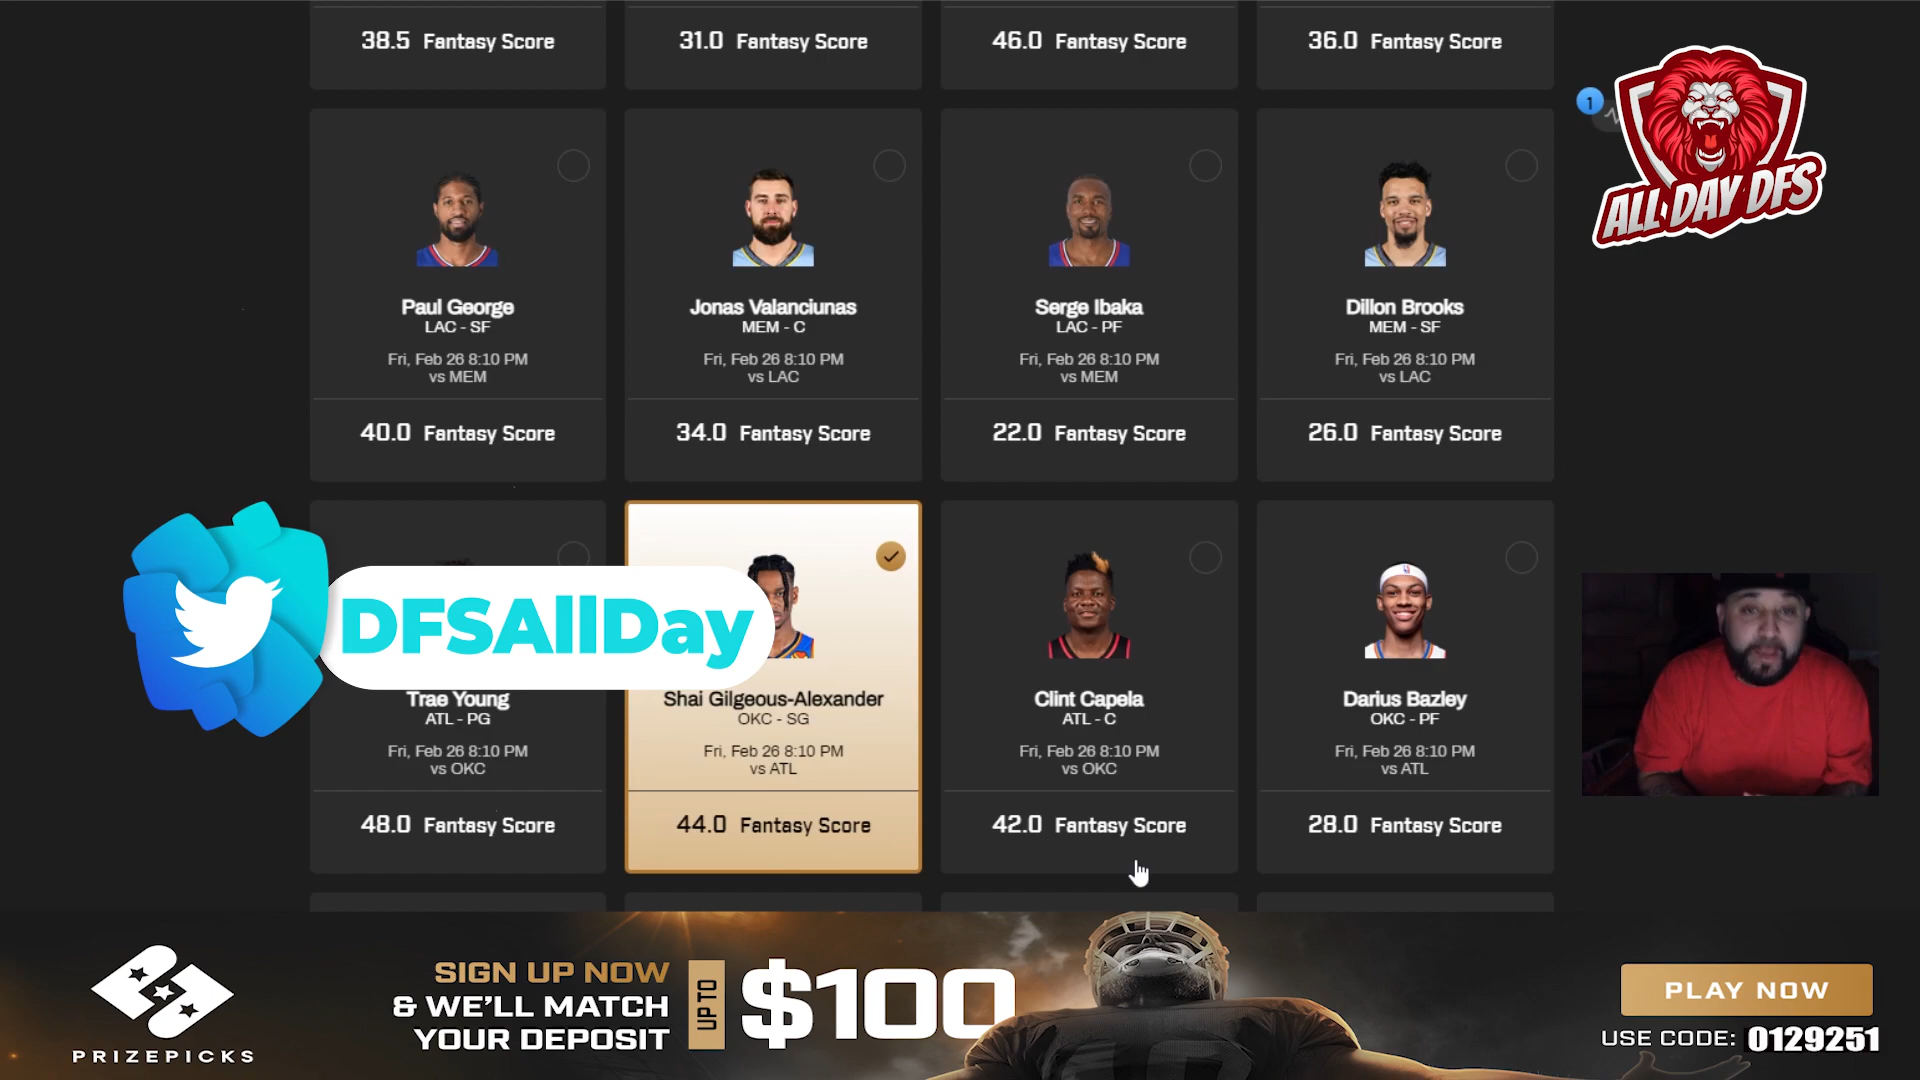 38.5 Fantasy Score
31.0 Fantasy Score
46.0 Fantasy Score
36.0 Fantasy Score
1
ALL DAY DFS
Paul George
LAC - SF
Fri, Feb 26 8:10 PM
vs MEM
40.0 Fantasy Score
Jonas Valanciunas
MEM - C
Fri, Feb 26 8:10 PM
vs LAC
34.0 Fantasy Score
Serge Ibaka
LAC - PF
Fri, Feb 26 8:10 PM
vs MEM
22.0 Fantasy Score
Dillon Brooks
MEM - SF
Fri, Feb 26 8:10 PM
vs LAC
26.0 Fantasy Score
DFSAllDay
Trae Young
ATL - PG
Fri, Feb 26 8:10 PM
vs OKC
48.0 Fantasy Score
Shai Gilgeous-Alexander
OKC - SG
Fri, Feb 26 8:10 PM
vs ATL
44.0 Fantasy Score
Clint Capela
ATL - C
Fri, Feb 26 8:10 PM
vs OKC
42.0 Fantasy Score
Darius Bazley
OKC - PF
Fri, Feb 26 8:10 PM
vs ATL
28.0 Fantasy Score
PRIZEPICKS
SIGN UP NOW
& WE'LL MATCH
YOUR DEPOSIT
UP TO
$100
PLAY NOW
USE CODE: 0129251